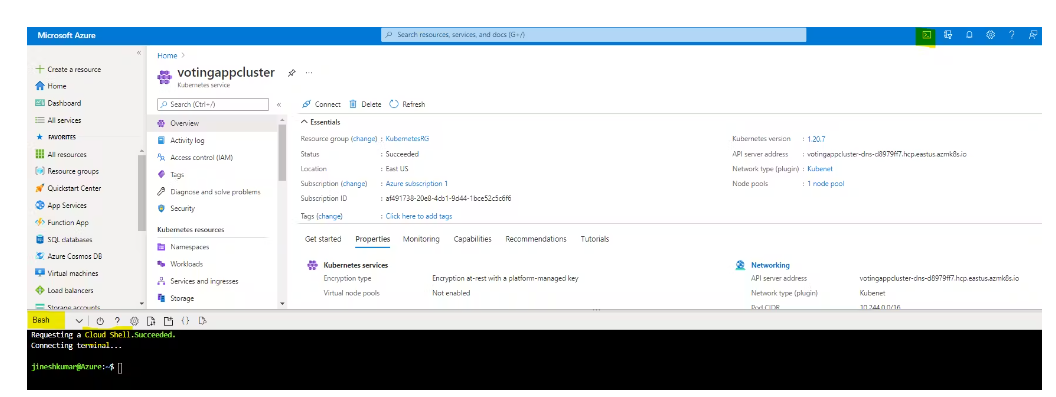 Microsoft Azure
Search resources, services, and docs (G+/)
Create a resource
Home
Dashboard
All services
FAVORITES
All resources
Resource groups
Quickstart Center
App Services
Function App
SQL databases
Azure Cosmos DB
Virtual machines
Load balancers
Storage accounts
Home >
votingappcluster
Kubernetes service
Search (Ctrl+/)
Overview
Activity log
Access control (IAM)
Tags
Diagnose and solve problems
Security
Kubernetes resources
Namespaces
Workloads
Services and ingresses
Storage
Connect Delete Refresh
Essentials
Resource group (change) : KubernetesRG
Status : Succeeded
Location : East US
Subscription (change) : Azure subscription 1
Subscription ID : af491738-20e8-4cb1-9d44-1bce52c5c6f6
Tags (change) : Click here to add tags
Kubernetes version : 1.20.7
API server address : votingappcluster-dns-d8979ff7.hcp.eastus.azmk8s.io
Network type (plugin) : Kubenet
Node pools : 1 node pool
Get started Properties Monitoring Capabilities Recommendations Tutorials
Kubernetes services
Encryption type Encryption at-rest with a platform-managed key
Virtual node pools Not enabled
Networking
API server address votingappcluster-dns-d8979ff7.hcp.eastus.azmk8s.io
Network type (plugin) Kubenet
Pod CIDR 10.244.0.0/16
Bash
Requesting a Cloud Shell.Succeeded.
Connecting terminal...
jineshkumar@Azure:~$